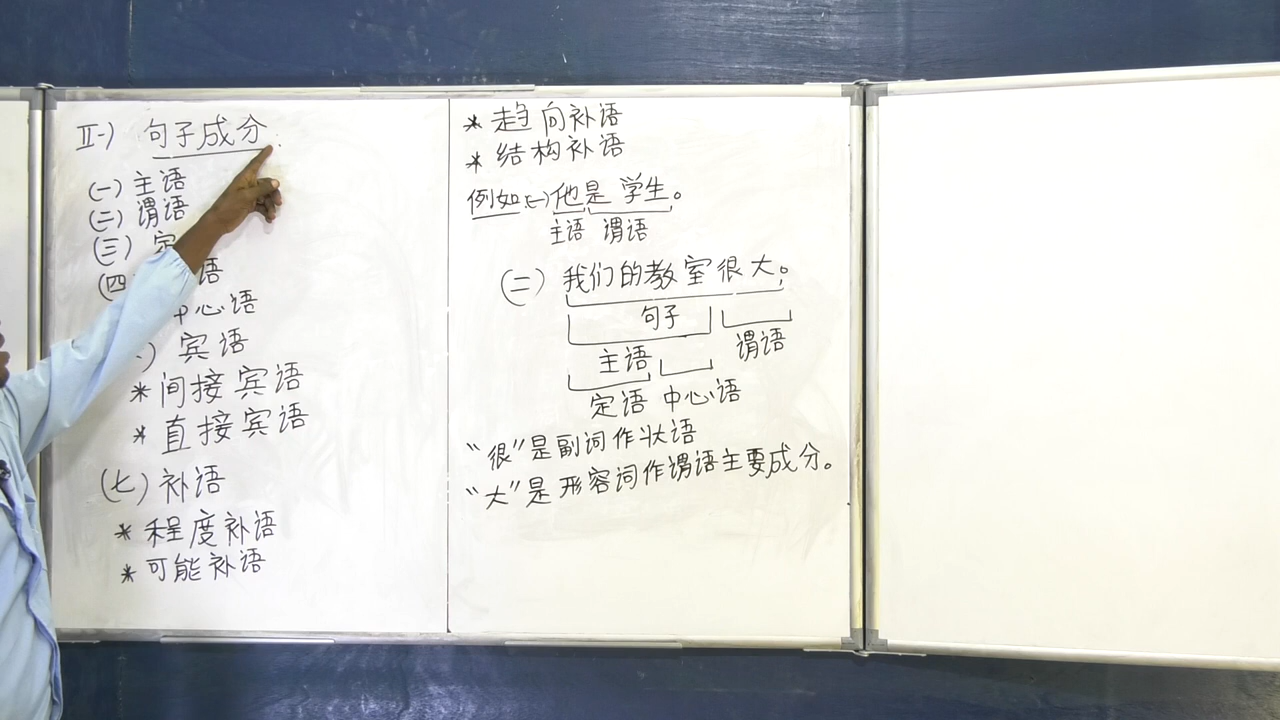 II-) 句子成分
(一) 主语
(二) 谓语
(三) 定
(四 语
中心语
) 宾语
* 间接宾语
* 直接宾语
(七) 补语
* 程度补语
* 可能补语
* 趋向补语
* 结构补语
例如:(一) 他是 学生。
主语 谓语
(二) 我们的教室很大。
句子
主语 谓语
定语 中心语
“很”是副词作状语
“大”是形容词作谓语主要成分。